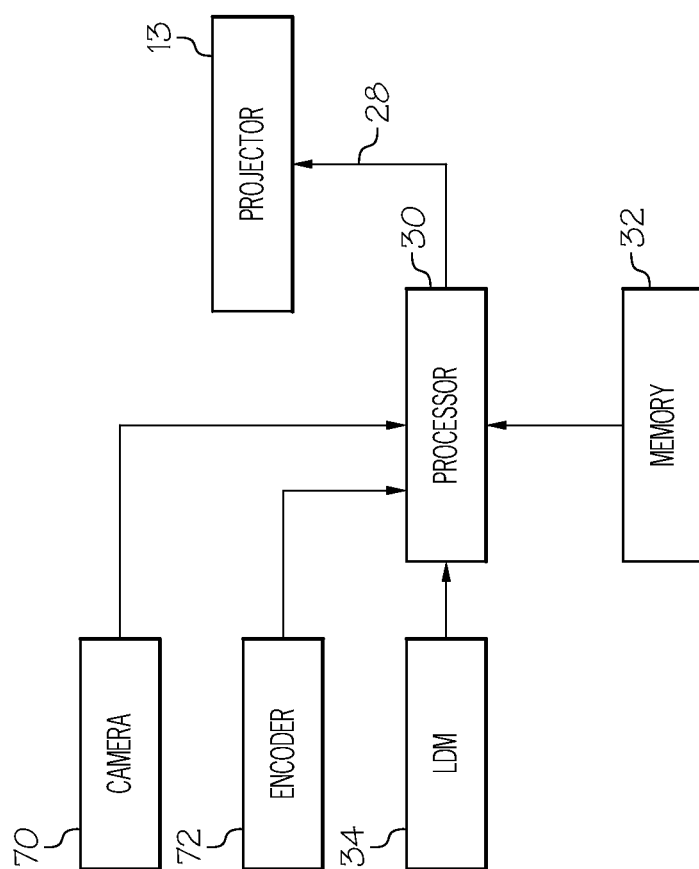 70
CAMERA
72
ENCODER
34
LDM
30
PROCESSOR
32
MEMORY
28
13
PROJECTOR